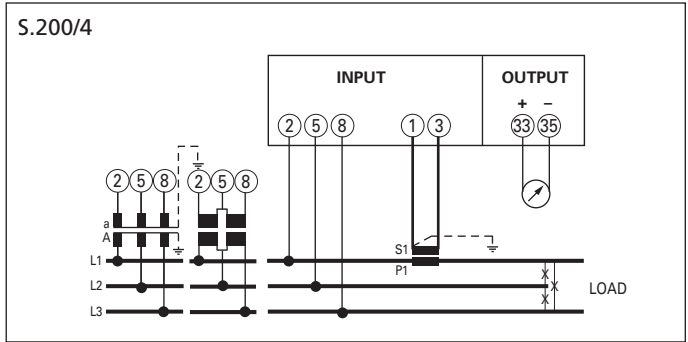 S.200/4
INPUT OUTPUT
+ –
2 5 8 1 3 33 35
2 5 8 2 5 8
a
A
S1
L1 P1
L2 LOAD
L3